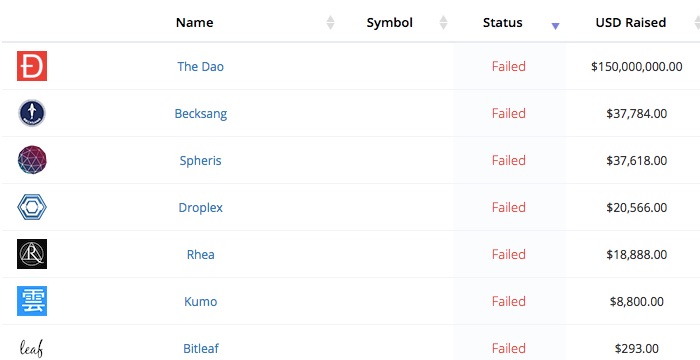 Name Symbol Status USD Raised
Đ The Dao Failed $150,000,000.00
Becksang Failed $37,784.00
Spheris Failed $37,618.00
Droplex Failed $20,566.00
R Rhea Failed $18,888.00
雲 Kumo Failed $8,800.00
leaf Bitleaf Failed $293.00